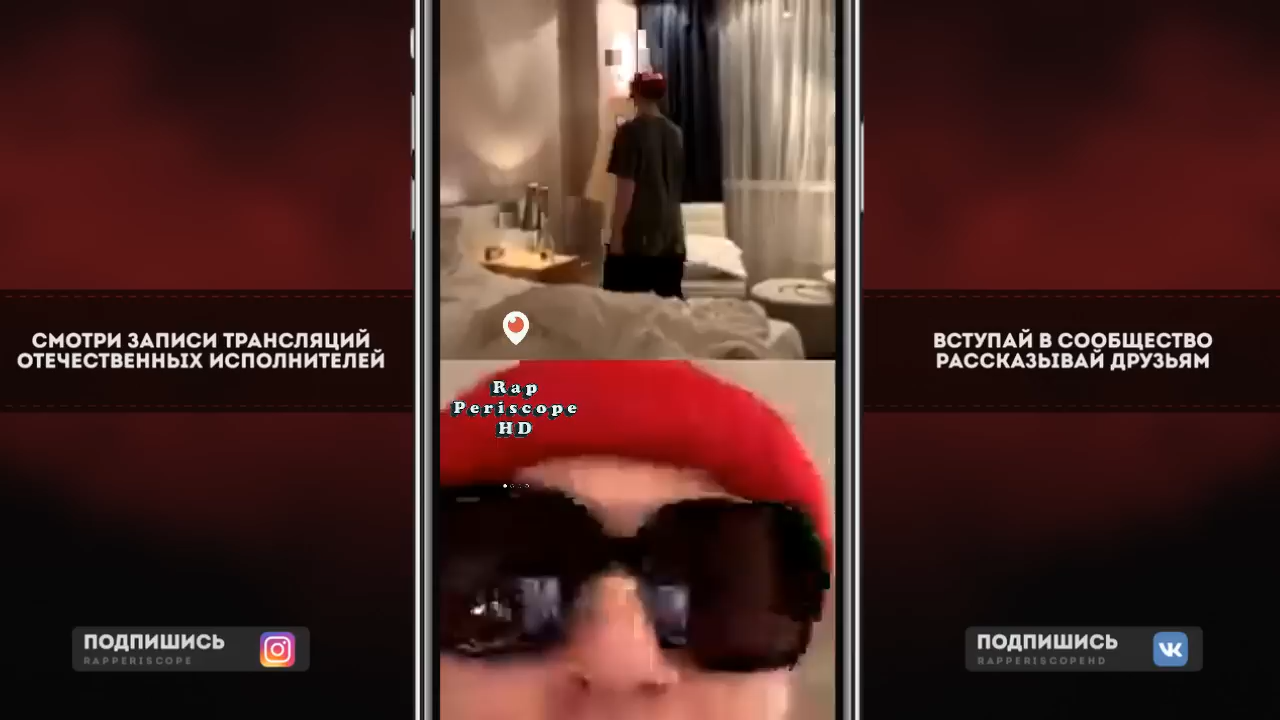 СМОТРИ ЗАПИСИ ТРАНСЛЯЦИЙ
ОТЕЧЕСТВЕННЫХ ИСПОЛНИТЕЛЕЙ
Rap
Periscope
HD
ВСТУПАЙ В СООБЩЕСТВО
РАССКАЗЫВАЙ ДРУЗЬЯМ
ПОДПИШИСЬ
RAPPERISCOPE
ПОДПИШИСЬ
RAPPERISCOPEHD